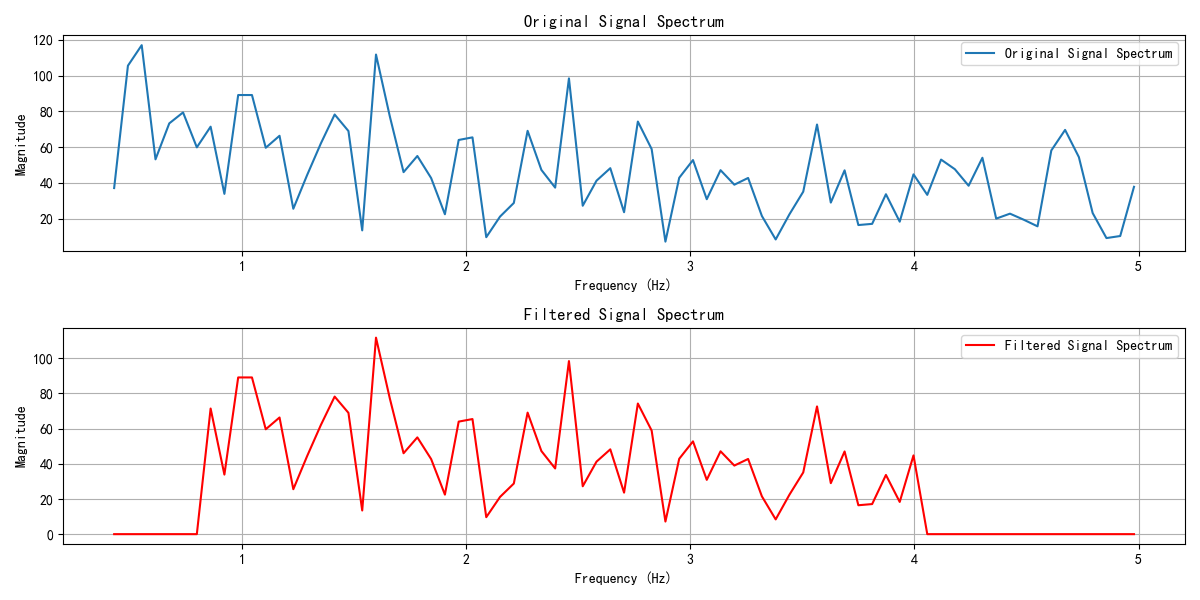 Original Signal Spectrum
Original Signal Spectrum
120
100
80
60
40
20
Magnitude
1 2 3 4 5
Frequency (Hz)
Filtered Signal Spectrum
Filtered Signal Spectrum
100
80
60
40
20
0
Magnitude
1 2 3 4 5
Frequency (Hz)